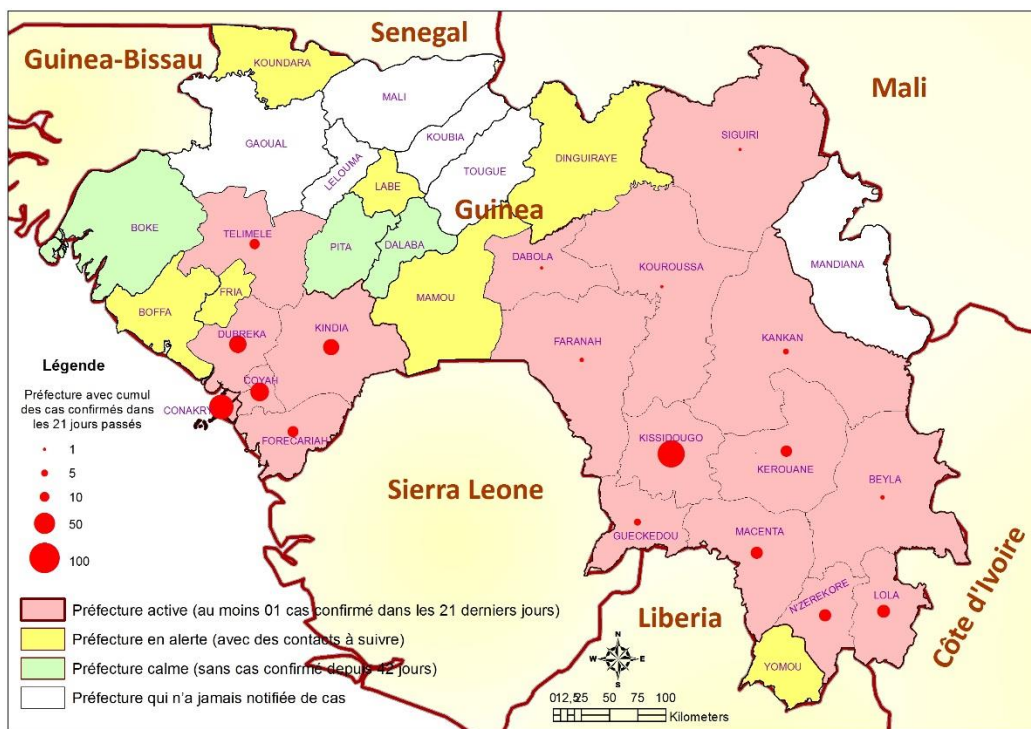 Senegal
Guinea-Bissau
KOUNDARA
Mali
MALI
SIGUIRI
KOUBIA
GAOUAL
DINGUIRAYE
LELOUMA
TOUGUE
LABE
Guinea
BOKE
TELIMELE
PITA
DALABA
DABOLA
MANDIANA
KOUROUSSA
FRIA
MAMOU
BOFFA
DUBREKA
KINDIA
KANKAN
FARANAH
Légende
COYAH
Préfecture avec cumul
des cas confirmés dans
les 21 jours passés
CONAKRY
FORECARIAH
KISSIDOUGO
1
KEROUANE
5
Sierra Leone
BEYLA
10
50
MACENTA
GUECKEDOU
100
Côte d'Ivoire
N'ZEREKORE
LOLA
Préfecture active (au moins 01 cas confirmé dans les 21 derniers jours)
Liberia
Préfecture en alerte (avec des contacts à suivre)
N
W E
S
Préfecture calme (sans cas confirmé depuis 42 jours)
YOMOU
Préfecture qui n'a jamais notifiée de cas
012,525 50 75 100
Kilometers